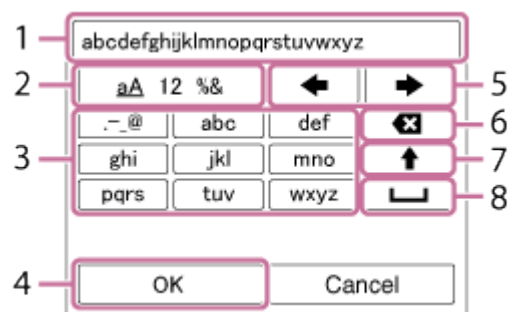 1 abcdefghijklmnopqrstuvwxyz
2 aA 12 %& 5
.-_@ abc def 6
3 ghi jkl mno 7
pqrs tuv wxyz 8
4 OK Cancel